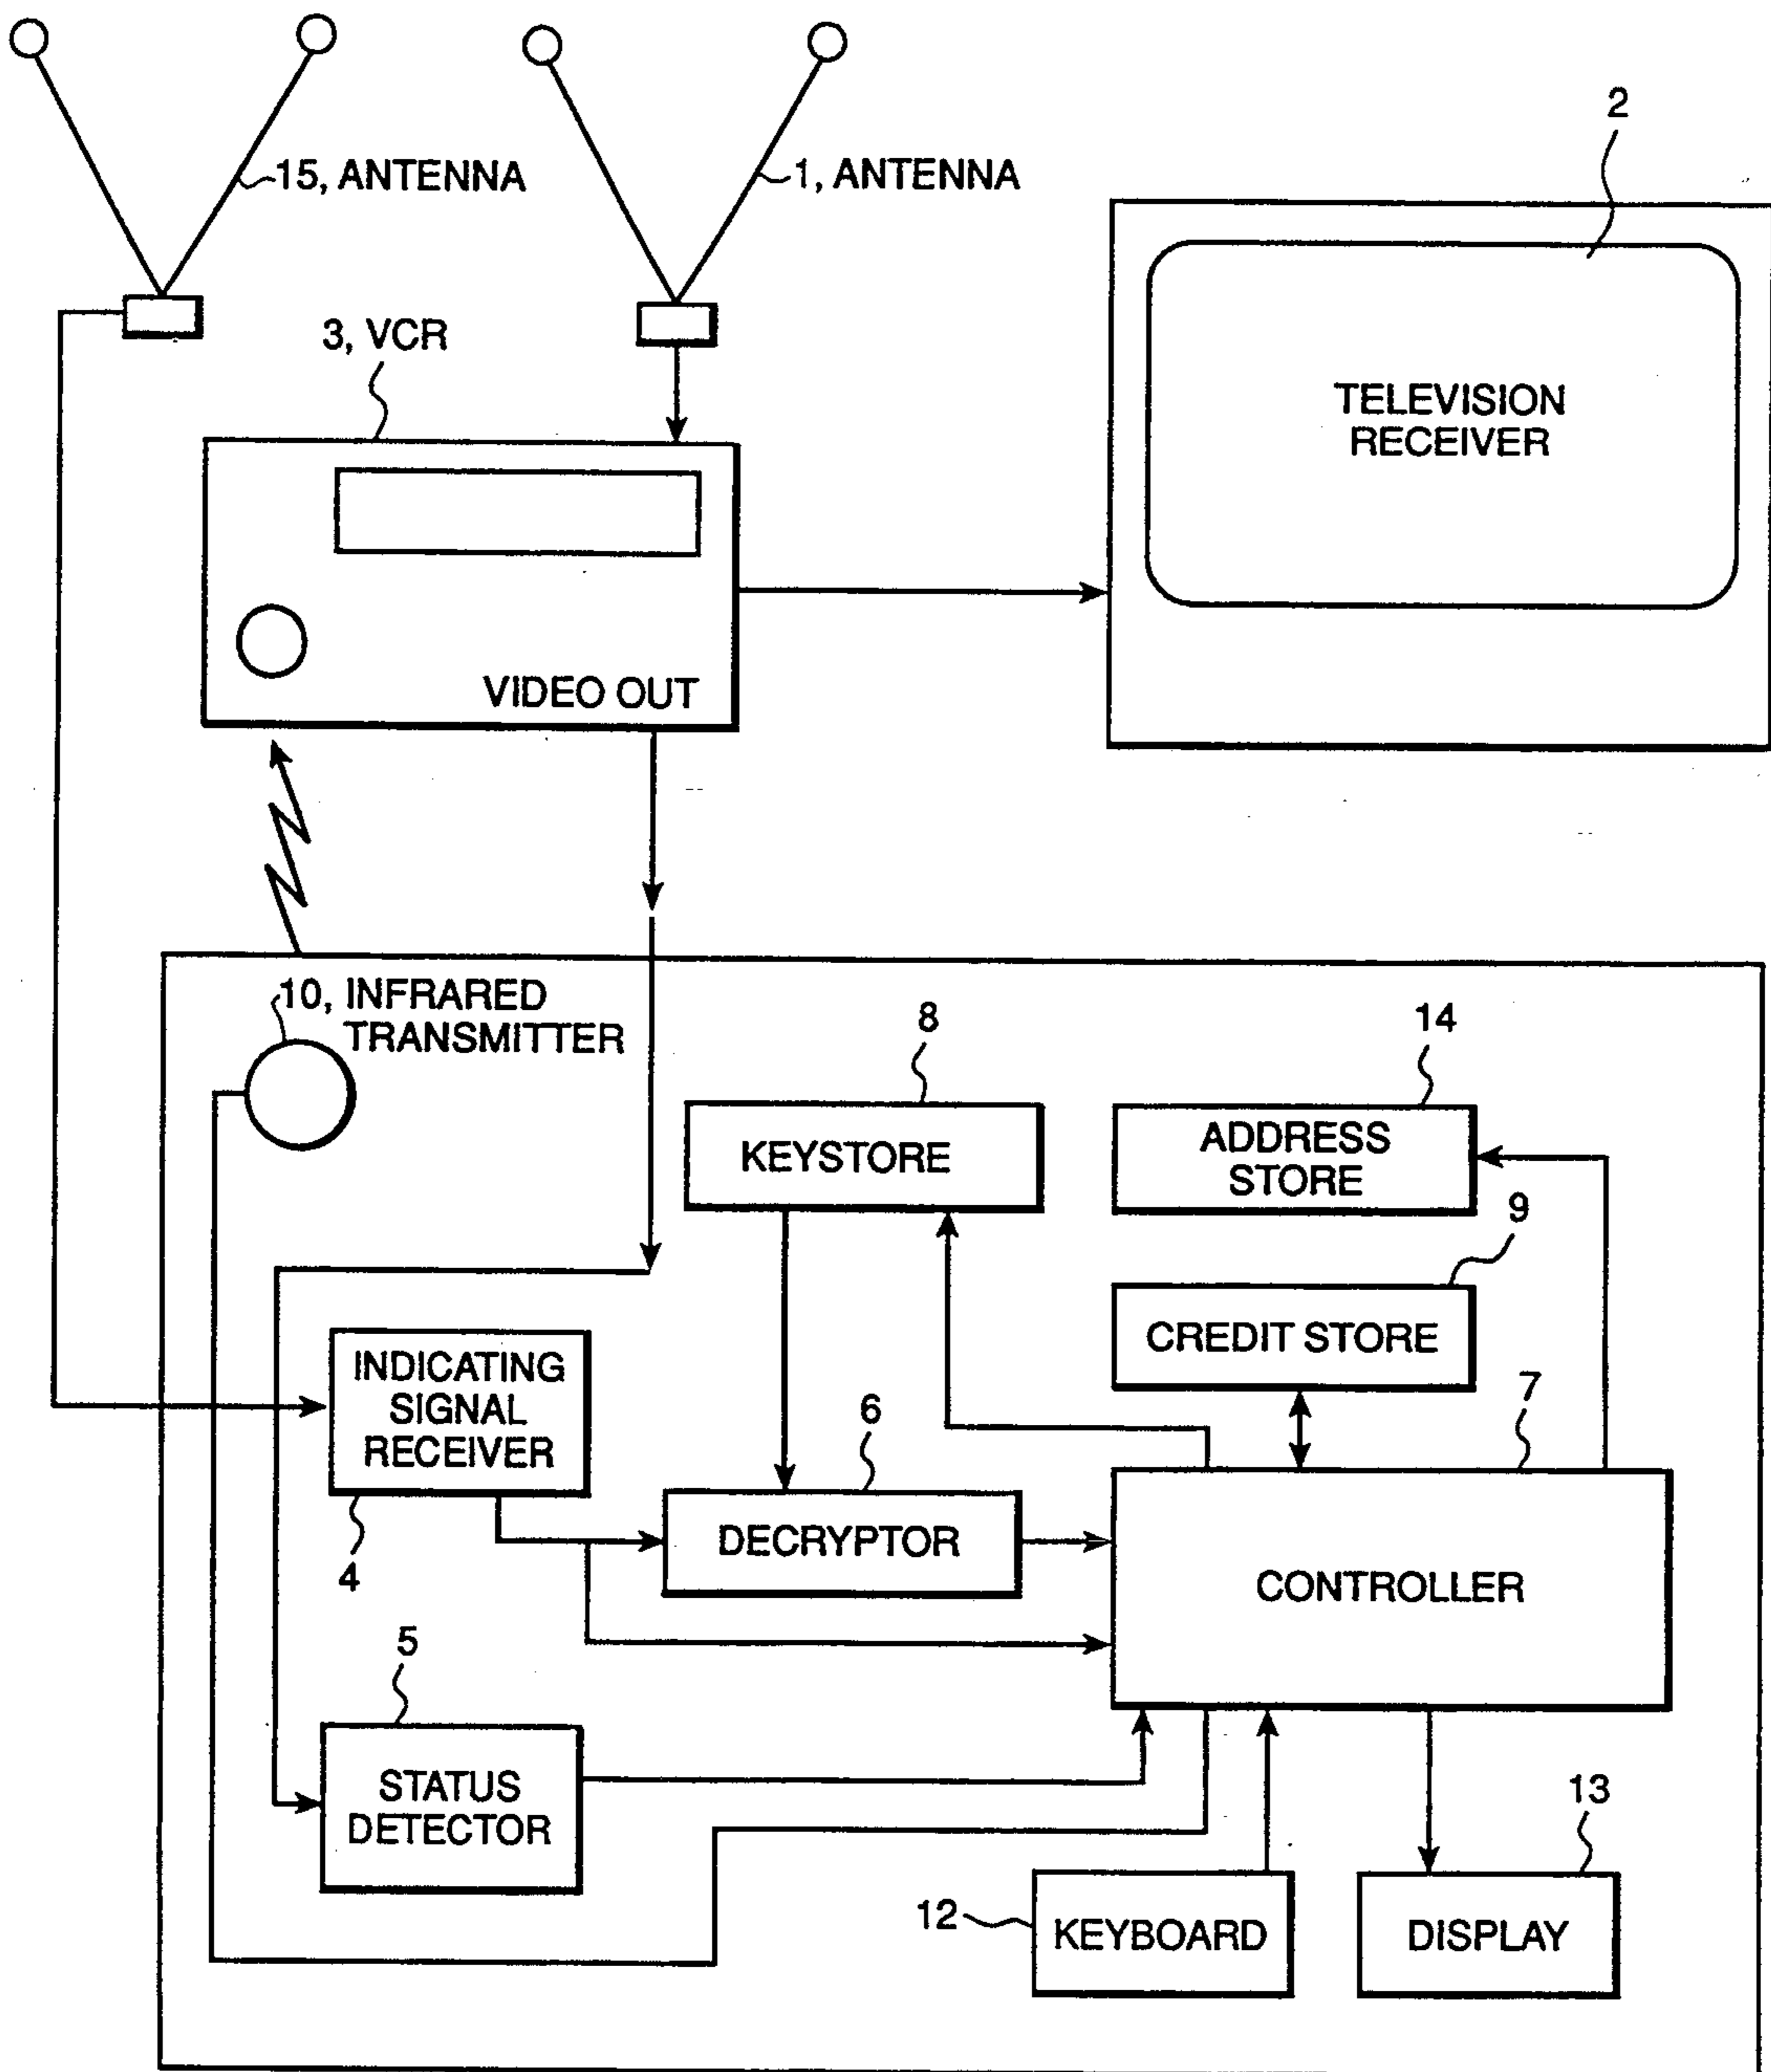 2
15, ANTENNA
1, ANTENNA
3, VCR
TELEVISION
RECEIVER
VIDEO OUT
10, INFRARED
TRANSMITTER
8
14
KEYSTORE
ADDRESS
STORE
9
CREDIT STORE
INDICATING
SIGNAL
RECEIVER
4
6
7
DECRYPTOR
CONTROLLER
5
STATUS
DETECTOR
13
12
KEYBOARD
DISPLAY